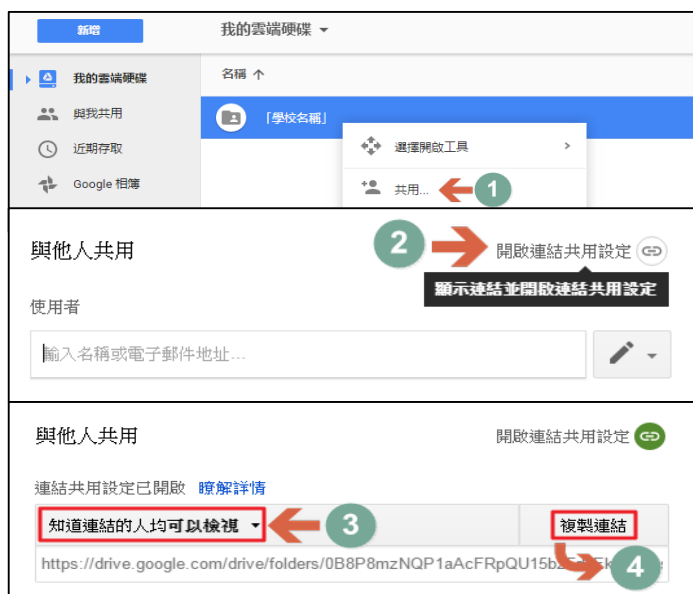 新增
我的雲端硬碟
我的雲端硬碟
名稱
與我共用
「學校名稱」
近期存取
選擇開啟工具
Google 相簿
共用...
1
與他人共用
2
開啟連結共用設定
顯示連結並開啟連結共用設定
使用者
輸入名稱或電子郵件地址...
與他人共用
開啟連結共用設定
連結共用設定已開啟 瞭解詳情
知道連結的人均可以檢視
3
複製連結
https://drive.google.com/drive/folders/0B8P8mzNQP1aAcFRpQU15b
4